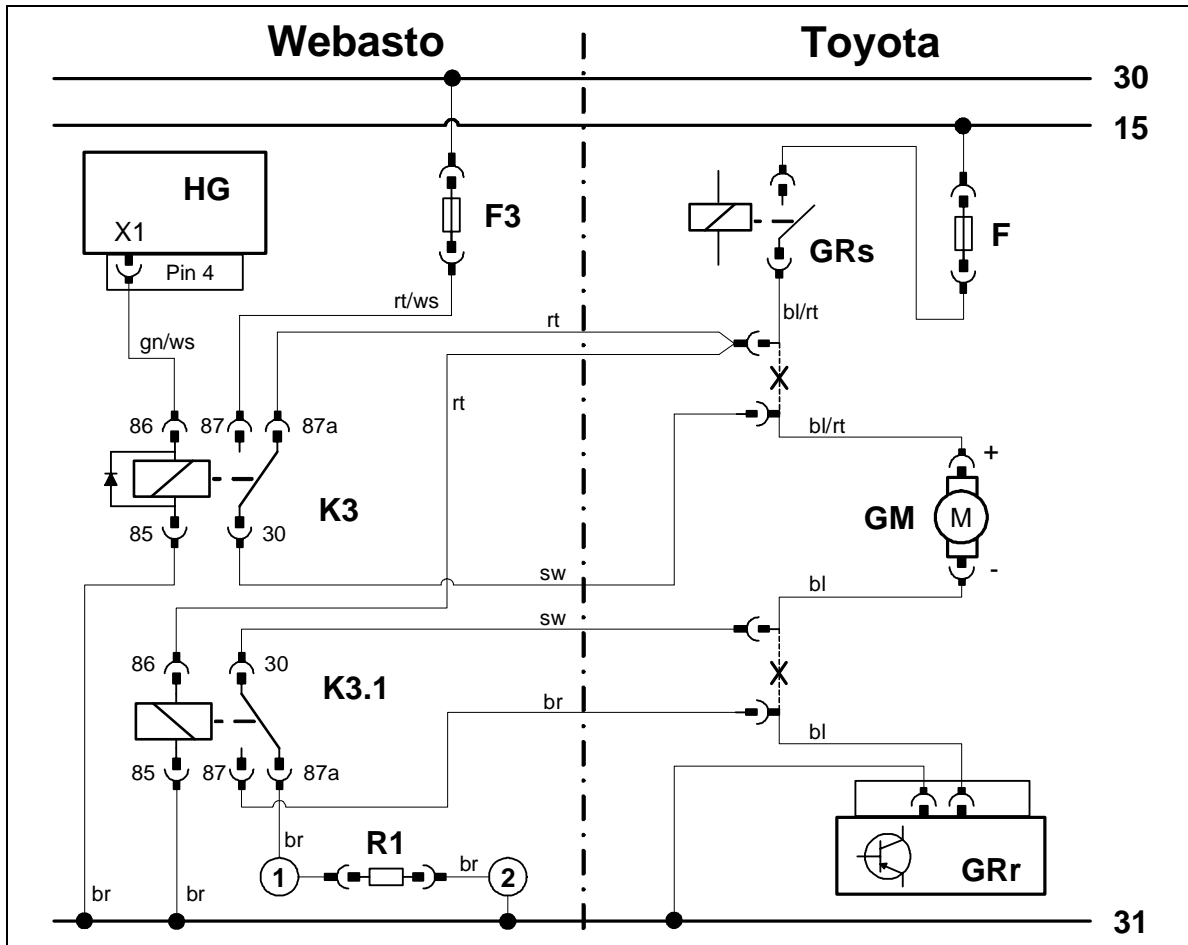 Webasto
Toyota
30
15
HG
X1
Pin 4
F3
GRs
F
rt/ws
bl/rt
rt
gn/ws
rt
86
87
87a
bl/rt
+
K3
GM
M
85
30
-
sw
bl
sw
86
30
K3.1
br
bl
85
87
87a
R1
br
br
GRr
1
2
br
br
31